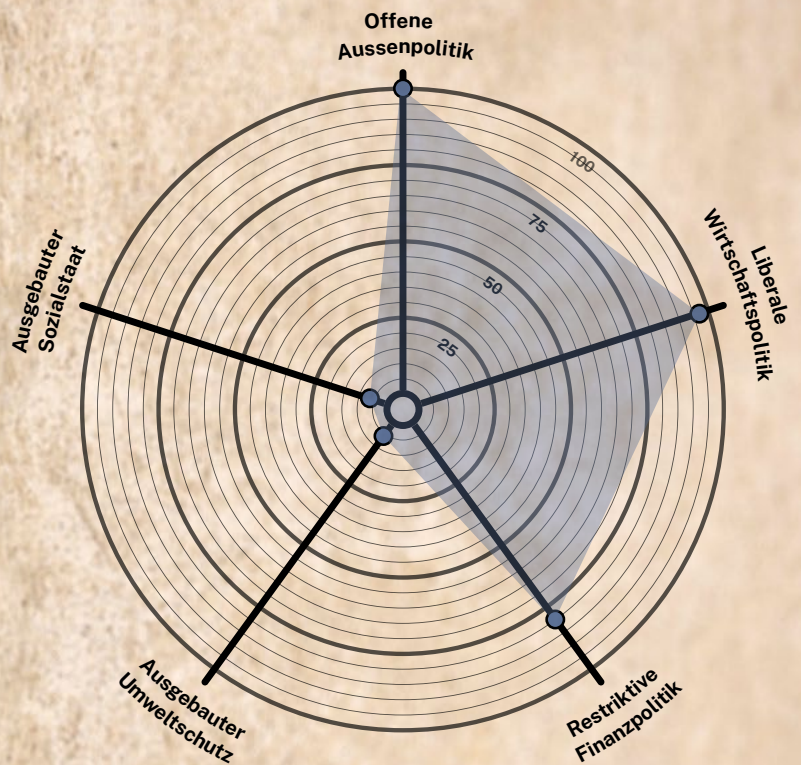 Offene
Aussenpolitik
100
75
50
25
Liberale
Wirtschaftspolitik
Ausgebauter
Sozialstaat
Ausgebauter
Umweltschutz
Restriktive
Finanzpolitik